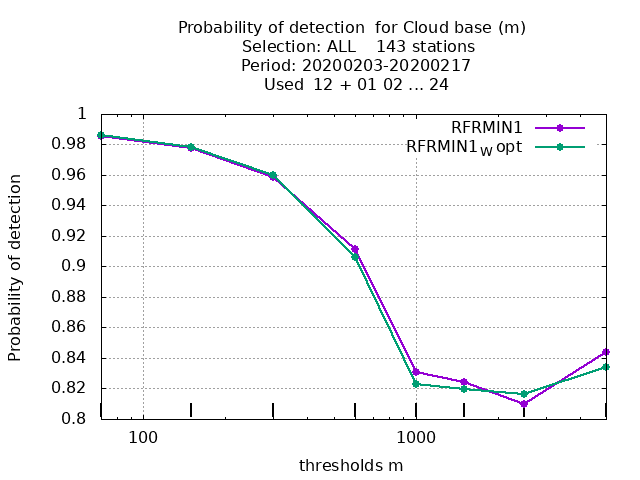 Probability of detection  for Cloud base (m)
Selection: ALL    143 stations
Period: 20200203-20200217
Used  12 + 01 02 ... 24
RFRMIN1
RFRMIN1W opt
1
0.98
0.96
0.94
0.92
0.9
0.88
0.86
0.84
0.82
0.8
Probability of detection
100 1000
thresholds m